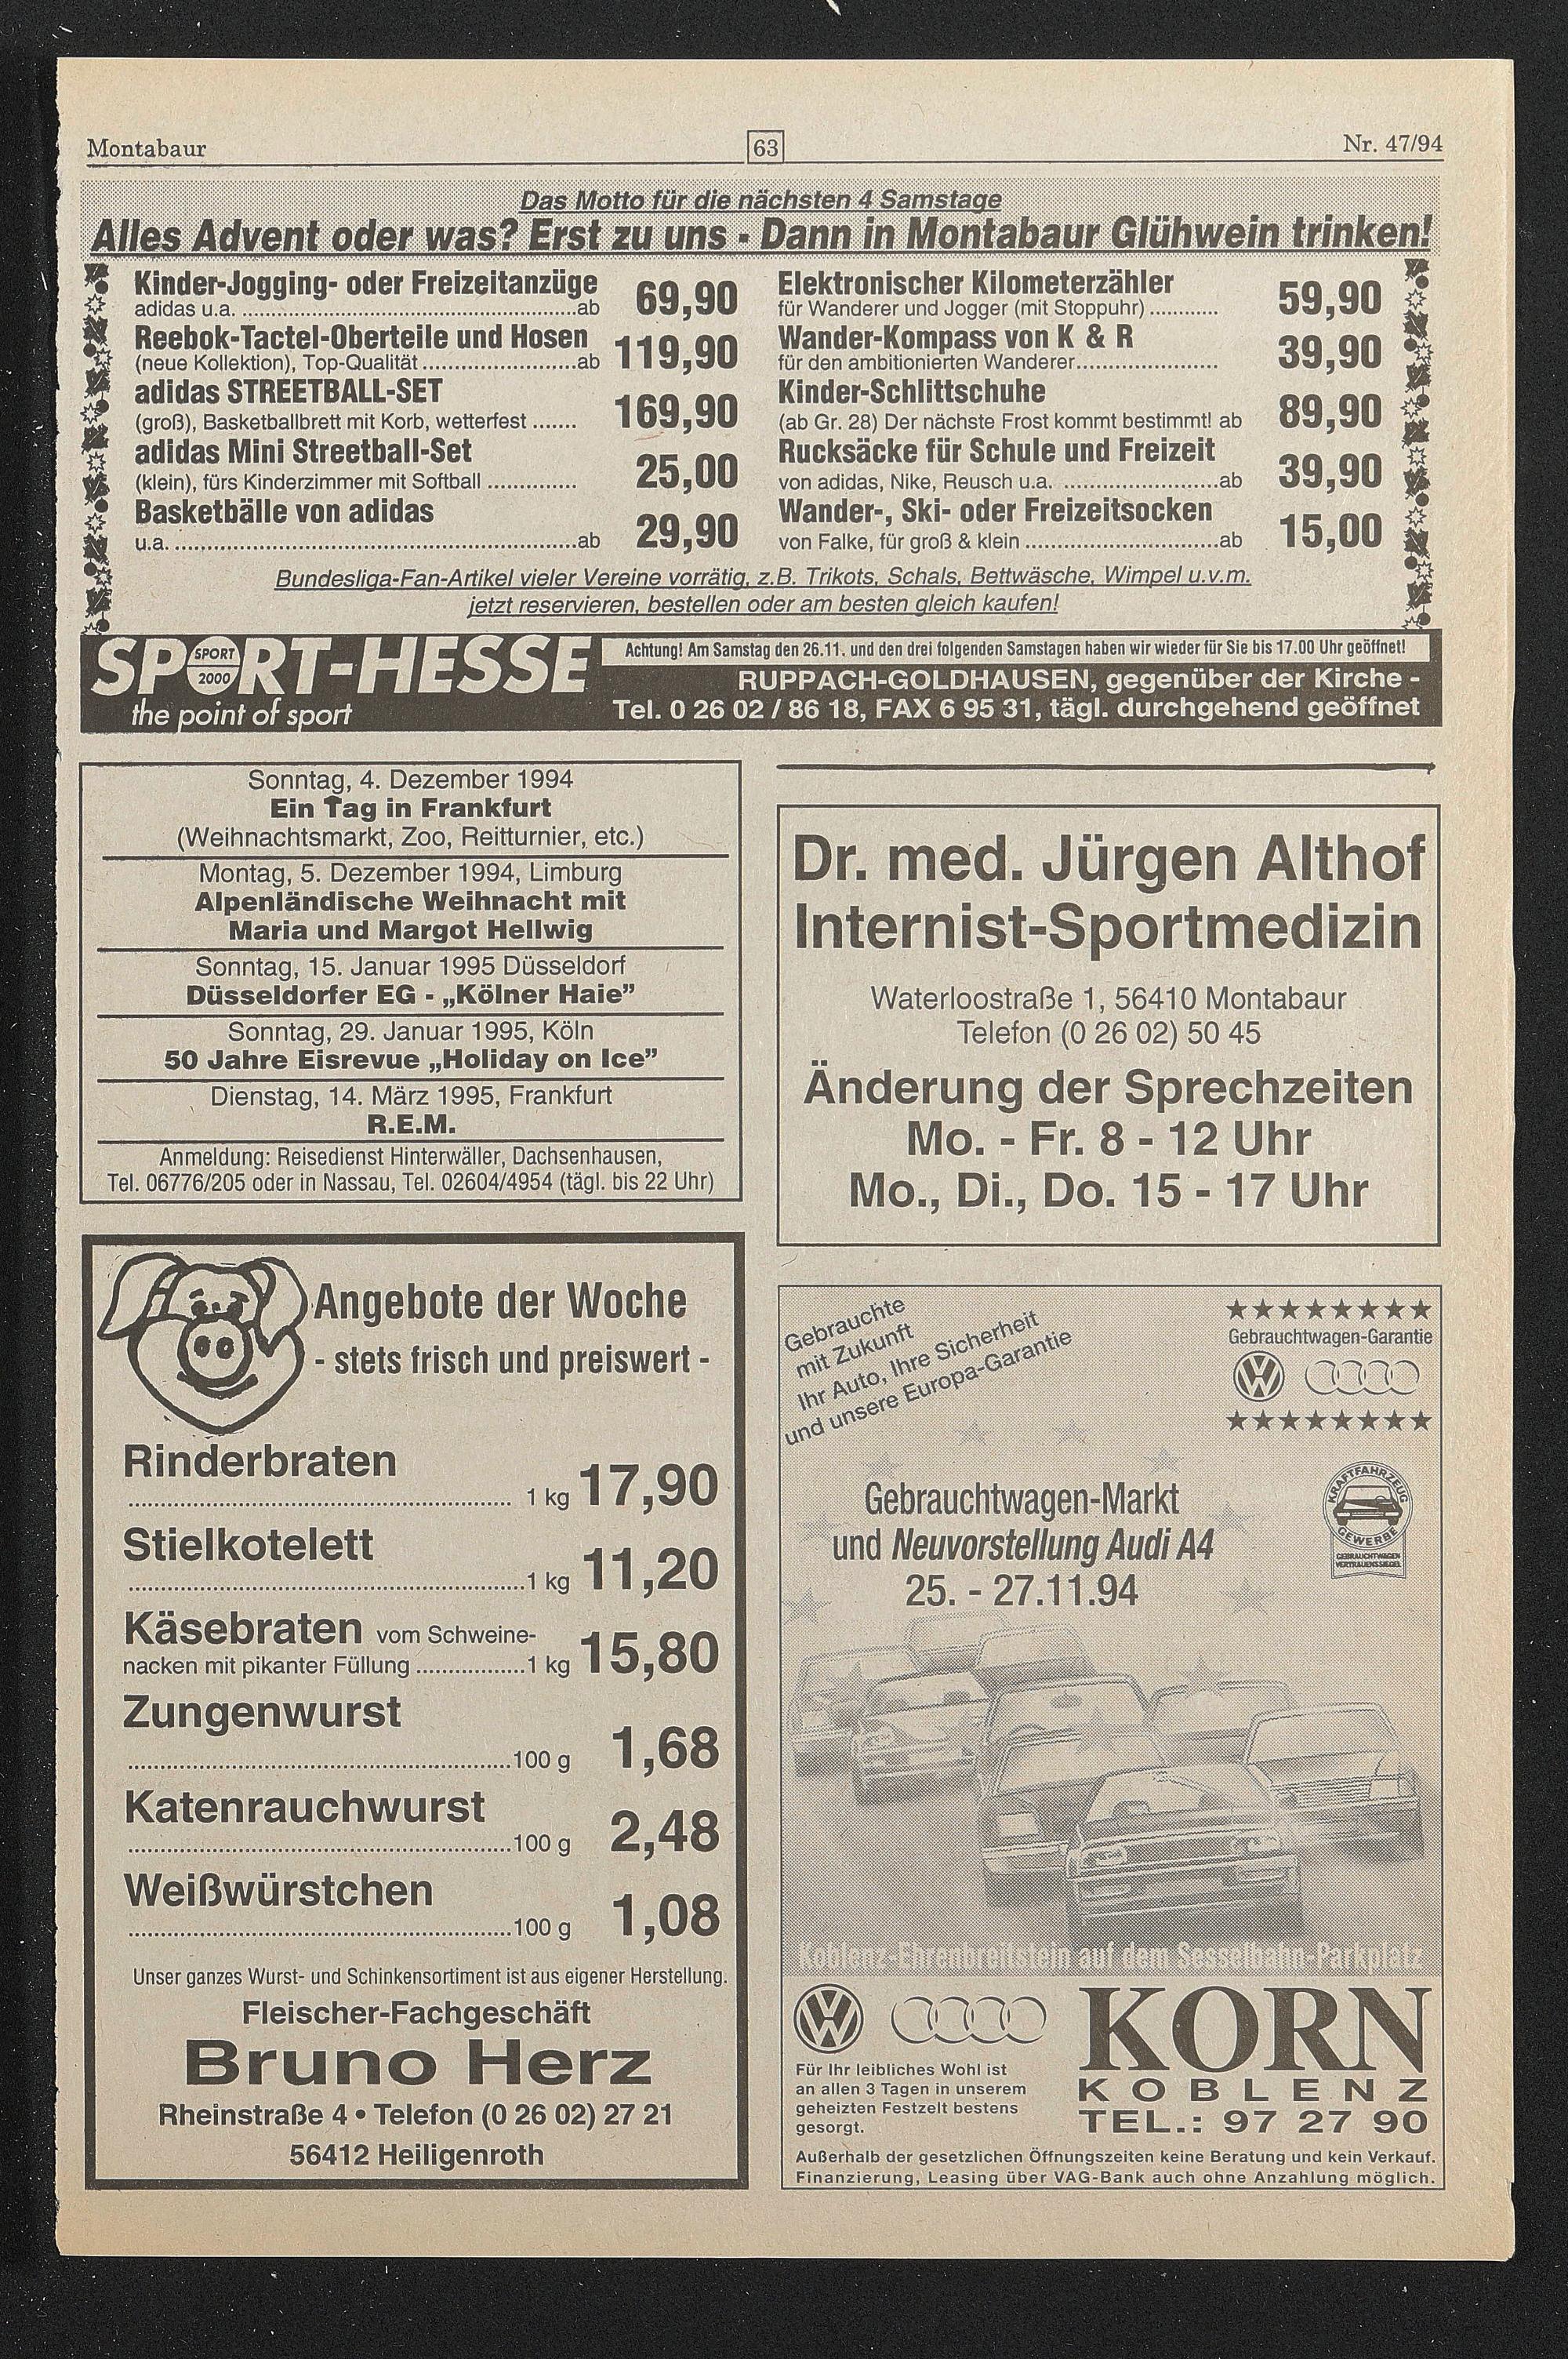 Montabaur
63
Nr. 47/94
Das Motto für die nächsten 4 Samstage
Alles Advent oder was? Erst zu uns - Dann in Montabaur Glühwein trinken!
Kinder-Jogging- oder Freizeitanzüge
adidas u.a. ........ab 69,90
Reebok-Tactel-Oberteile und Hosen
(neue Kollektion), Top-Qualität ........ab 119,90
adidas STREETBALL-SET
(groß), Basketballbrett mit Korb, wetterfest ....... 169,90
adidas Mini Streetball-Set
(klein), fürs Kinderzimmer mit Softball ........ 25,00
Basketbälle von adidas
u.a. ........ab 29,90
Elektronischer Kilometerzähler
für Wanderer und Jogger (mit Stoppuhr) ........ 59,90
Wander-Kompass von K & R
für den ambitionierten Wanderer........ 39,90
Kinder-Schlittschuhe
(ab Gr. 28) Der nächste Frost kommt bestimmt! ab 89,90
Rucksäcke für Schule und Freizeit
von adidas, Nike, Reusch u.a. ........ab 39,90
Wander-, Ski- oder Freizeitsocken
von Falke, für groß & klein ........ab 15,00
Bundesliga-Fan-Artikel vieler Vereine vorrätig, z.B. Trikots, Schals, Bettwäsche, Wimpel u.v.m.
jetzt reservieren, bestellen oder am besten gleich kaufen!
SPORT-HESSE
SPORT
2000
the point of sport
Achtung! Am Samstag den 26.11. und den drei folgenden Samstagen haben wir wieder für Sie bis 17.00 Uhr geöffnet!
RUPPACH-GOLDHAUSEN, gegenüber der Kirche -
Tel. 0 26 02 / 86 18, FAX 6 95 31, tägl. durchgehend geöffnet
Sonntag, 4. Dezember 1994
Ein Tag in Frankfurt
(Weihnachtsmarkt, Zoo, Reitturnier, etc.)
Montag, 5. Dezember 1994, Limburg
Alpenländische Weihnacht mit
Maria und Margot Hellwig
Sonntag, 15. Januar 1995 Düsseldorf
Düsseldorfer EG - „Kölner Haie”
Sonntag, 29. Januar 1995, Köln
50 Jahre Eisrevue „Holiday on Ice”
Dienstag, 14. März 1995, Frankfurt
R.E.M.
Anmeldung: Reisedienst Hinterwäller, Dachsenhausen,
Tel. 06776/205 oder in Nassau, Tel. 02604/4954 (tägl. bis 22 Uhr)
Dr. med. Jürgen Althof
Internist-Sportmedizin
Waterloostraße 1, 56410 Montabaur
Telefon (0 26 02) 50 45
Änderung der Sprechzeiten
Mo. - Fr. 8 - 12 Uhr
Mo., Di., Do. 15 - 17 Uhr
Angebote der Woche
- stets frisch und preiswert -
Rinderbraten
........ 1 kg 17,90
Stielkotelett
........1 kg 11,20
Käsebraten vom Schweine-
nacken mit pikanter Füllung ........1 kg 15,80
Zungenwurst
........100 g 1,68
Katenrauchwurst
........100 g 2,48
Weißwürstchen
........100 g 1,08
Unser ganzes Wurst- und Schinkensortiment ist aus eigener Herstellung.
Fleischer-Fachgeschäft
Bruno Herz
Rheinstraße 4 • Telefon (0 26 02) 27 21
56412 Heiligenroth
Gebrauchte
mit Zukunft
Ihr Auto, Ihre Sicherheit
und unsere Europa-Garantie
★★★★★★★★
Gebrauchtwagen-Garantie
VW
★★★★★★★★
KRAFTFAHRZEUG
GEWERBE
GEBRAUCHTWAGEN
VERTRAUENSSIEGEL
Gebrauchtwagen-Markt
und Neuvorstellung Audi A4
25. - 27.11.94
Koblenz-Ehrenbreitstein auf dem Sesselbahn-Parkplatz
VW
KORN
KOBLENZ
TEL.: 97 27 90
Für Ihr leibliches Wohl ist
an allen 3 Tagen in unserem
geheizten Festzelt bestens
gesorgt.
Außerhalb der gesetzlichen Öffnungszeiten keine Beratung und kein Verkauf.
Finanzierung, Leasing über VAG-Bank auch ohne Anzahlung möglich.